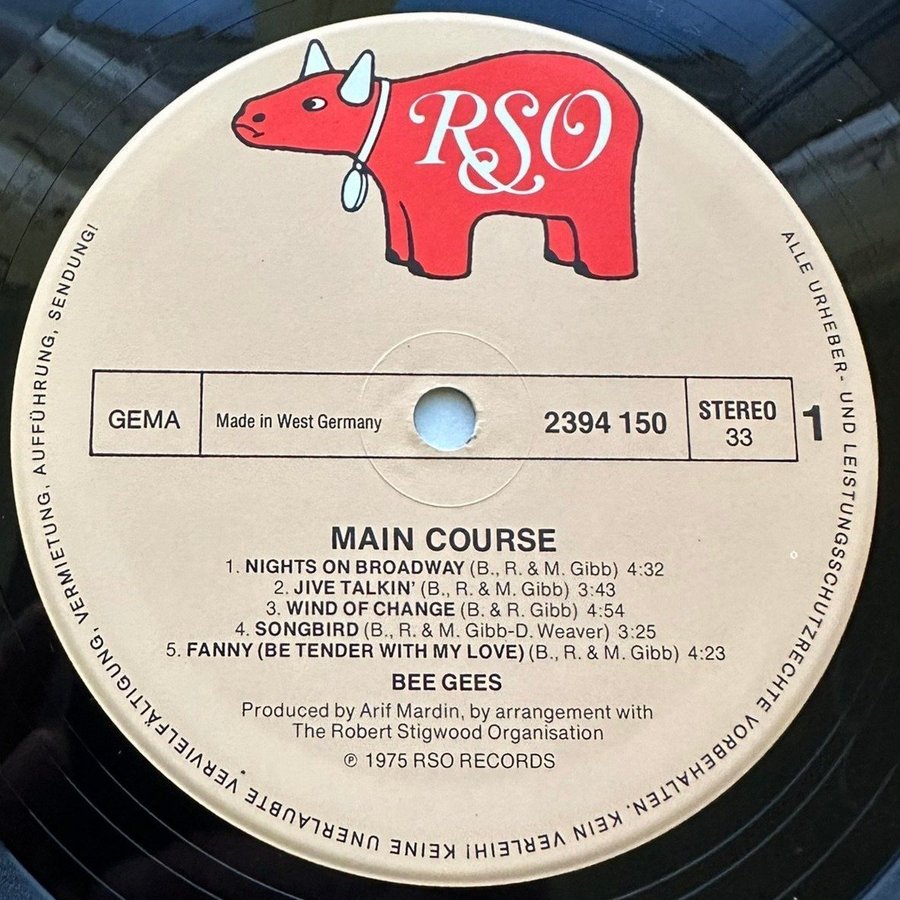 RSO
GEMA
Made in West Germany
2394 150
STEREO
33
1
MAIN COURSE
1. NIGHTS ON BROADWAY (B., R. & M. Gibb) 4:32
2. JIVE TALKIN' (B., R. & M. Gibb) 3:43
3. WIND OF CHANGE (B. & R. Gibb) 4:54
4. SONGBIRD (B., R. & M. Gibb-D. Weaver) 3:25
5. FANNY (BE TENDER WITH MY LOVE) (B., R. & M. Gibb) 4:23
BEE GEES
Produced by Arif Mardin, by arrangement with
The Robert Stigwood Organisation
℗ 1975 RSO RECORDS
ALLE URHEBER- UND LEISTUNGSSCHUTZRECHTE VORBEHALTEN. KEIN VERLEIH! KEINE UNERLAUBTE VERVIELFÄLTIGUNG, VERMIETUNG, AUFFÜHRUNG, SENDUNG!